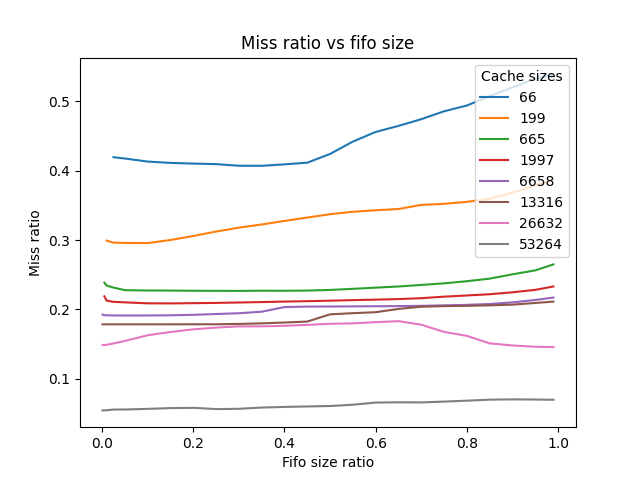 Miss ratio vs fifo size
Miss ratio
0.5
0.4
0.3
0.2
0.1
0.0 0.2 0.4 0.6 0.8 1.0
Fifo size ratio
Cache sizes
66
199
665
1997
6658
13316
26632
53264